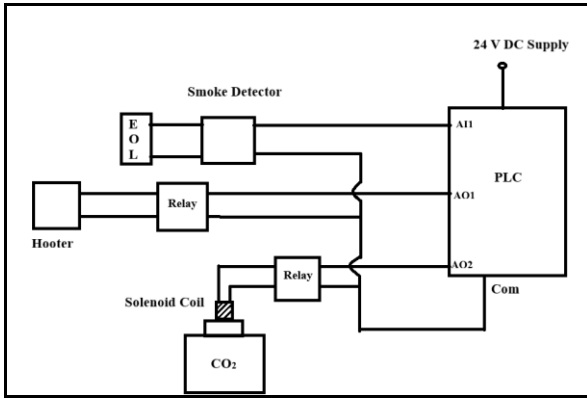 24 V DC Supply
Smoke Detector
E
O
L
AI1
PLC
Relay
AO1
Hooter
Relay
AO2
Com
Solenoid Coil
CO₂